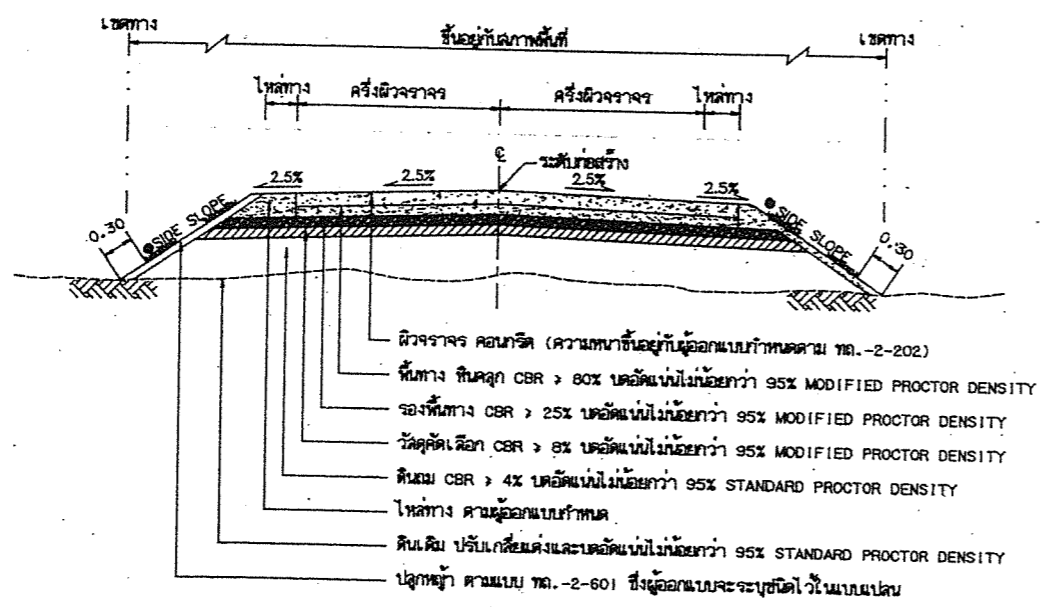 เขตทาง เขตทาง
ขึ้นอยู่กับสภาพพื้นที่
ไหล่ทาง ครึ่งผิวจราจร ครึ่งผิวจราจร ไหล่ทาง
℄ ระดับก่อสร้าง
2.5% 2.5% 2.5% 2.5%
0.30 SIDE SLOPE SIDE SLOPE 0.30
ผิวจราจร คอนกรีต (ความหนาขึ้นอยู่กับผู้ออกแบบกำหนดตาม ทถ.-2-202)
พื้นทาง หินคลุก CBR > 80% บดอัดแน่นไม่น้อยกว่า 95% MODIFIED PROCTOR DENSITY
รองพื้นทาง CBR > 25% บดอัดแน่นไม่น้อยกว่า 95% MODIFIED PROCTOR DENSITY
วัสดุคัดเลือก CBR > 8% บดอัดแน่นไม่น้อยกว่า 95% MODIFIED PROCTOR DENSITY
ดินถม CBR > 4% บดอัดแน่นไม่น้อยกว่า 95% STANDARD PROCTOR DENSITY
ไหล่ทาง ตามผู้ออกแบบกำหนด
ดินเดิม ปรับเกลี่ยแต่งและบดอัดแน่นไม่น้อยกว่า 95% STANDARD PROCTOR DENSITY
ปลูกหญ้า ตามแบบ ทถ.-2-601 ซึ่งผู้ออกแบบจะระบุชนิดไว้ในแบบแปลน